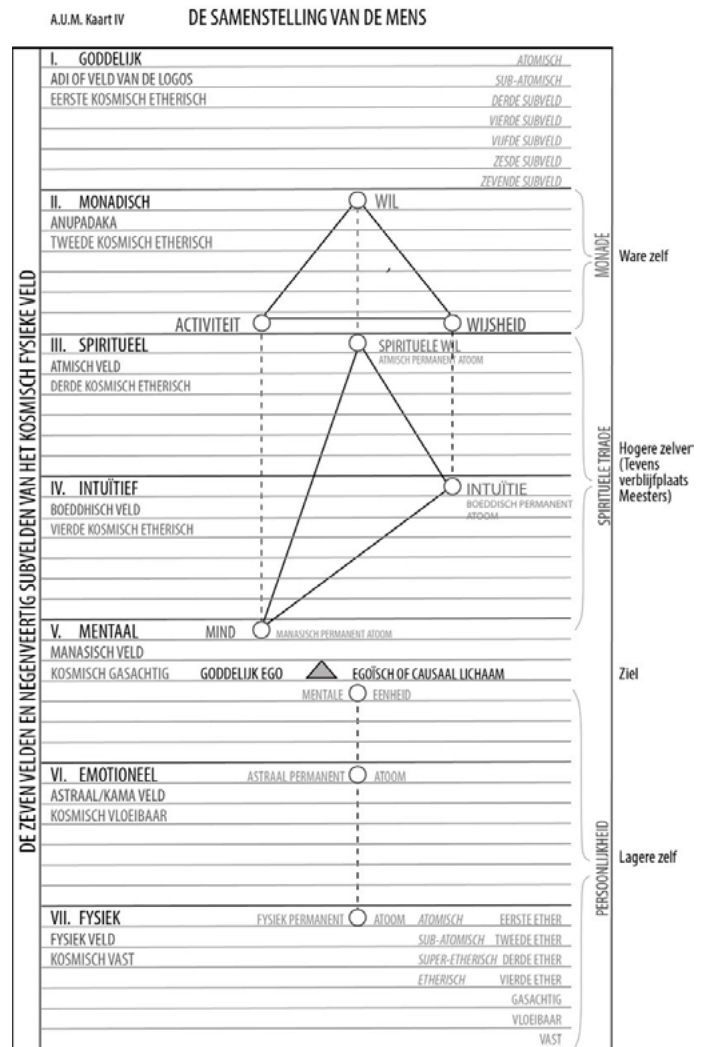 A.U.M. Kaart IV DE SAMENSTELLING VAN DE MENS
DE ZEVEN VELDEN EN NEGENVEERTIG SUBVELDEN VAN HET KOSMISCH FYSIEKE VELD
I. GODDELIJK ATOMISCH
ADI OF VELD VAN DE LOGOS SUB-ATOMISCH
EERSTE KOSMISCH ETHERISCH DERDE SUBVELD
VIERDE SUBVELD
VIJFDE SUBVELD
ZESDE SUBVELD
ZEVENDE SUBVELD
II. MONADISCH WIL
ANUPADAKA
TWEEDE KOSMISCH ETHERISCH
MONADE
Ware zelf
ACTIVITEIT WIJSHEID
III. SPIRITUEEL SPIRITUELE WIL
ATMISCH VELD ATMISCH PERMANENT ATOOM
DERDE KOSMISCH ETHERISCH
SPIRITUELE TRIADE
Hogere zelver
(Tevens
verblijfplaats
Meesters)
IV. INTUÏTIEF INTUÏTIE
BOEDDHISCH VELD BOEDDISCH PERMANENT
ATOOM
VIERDE KOSMISCH ETHERISCH
V. MENTAAL MIND MANASISCH PERMANENT ATOOM
MANASISCH VELD
KOSMISCH GASACHTIG GODDELIJK EGO EGOÏSCH OF CAUSAAL LICHAAM
Ziel
MENTALE EENHEID
VI. EMOTIONEEL ASTRAAL PERMANENT ATOOM
ASTRAAL/KAMA VELD
KOSMISCH VLOEIBAAR
PERSOONLIJKHEID
Lagere zelf
VII. FYSIEK FYSIEK PERMANENT ATOOM ATOMISCH EERSTE ETHER
FYSIEK VELD SUB-ATOMISCH TWEEDE ETHER
KOSMISCH VAST SUPER-ETHERISCH DERDE ETHER
ETHERISCH VIERDE ETHER
GASACHTIG
VLOEIBAAR
VAST